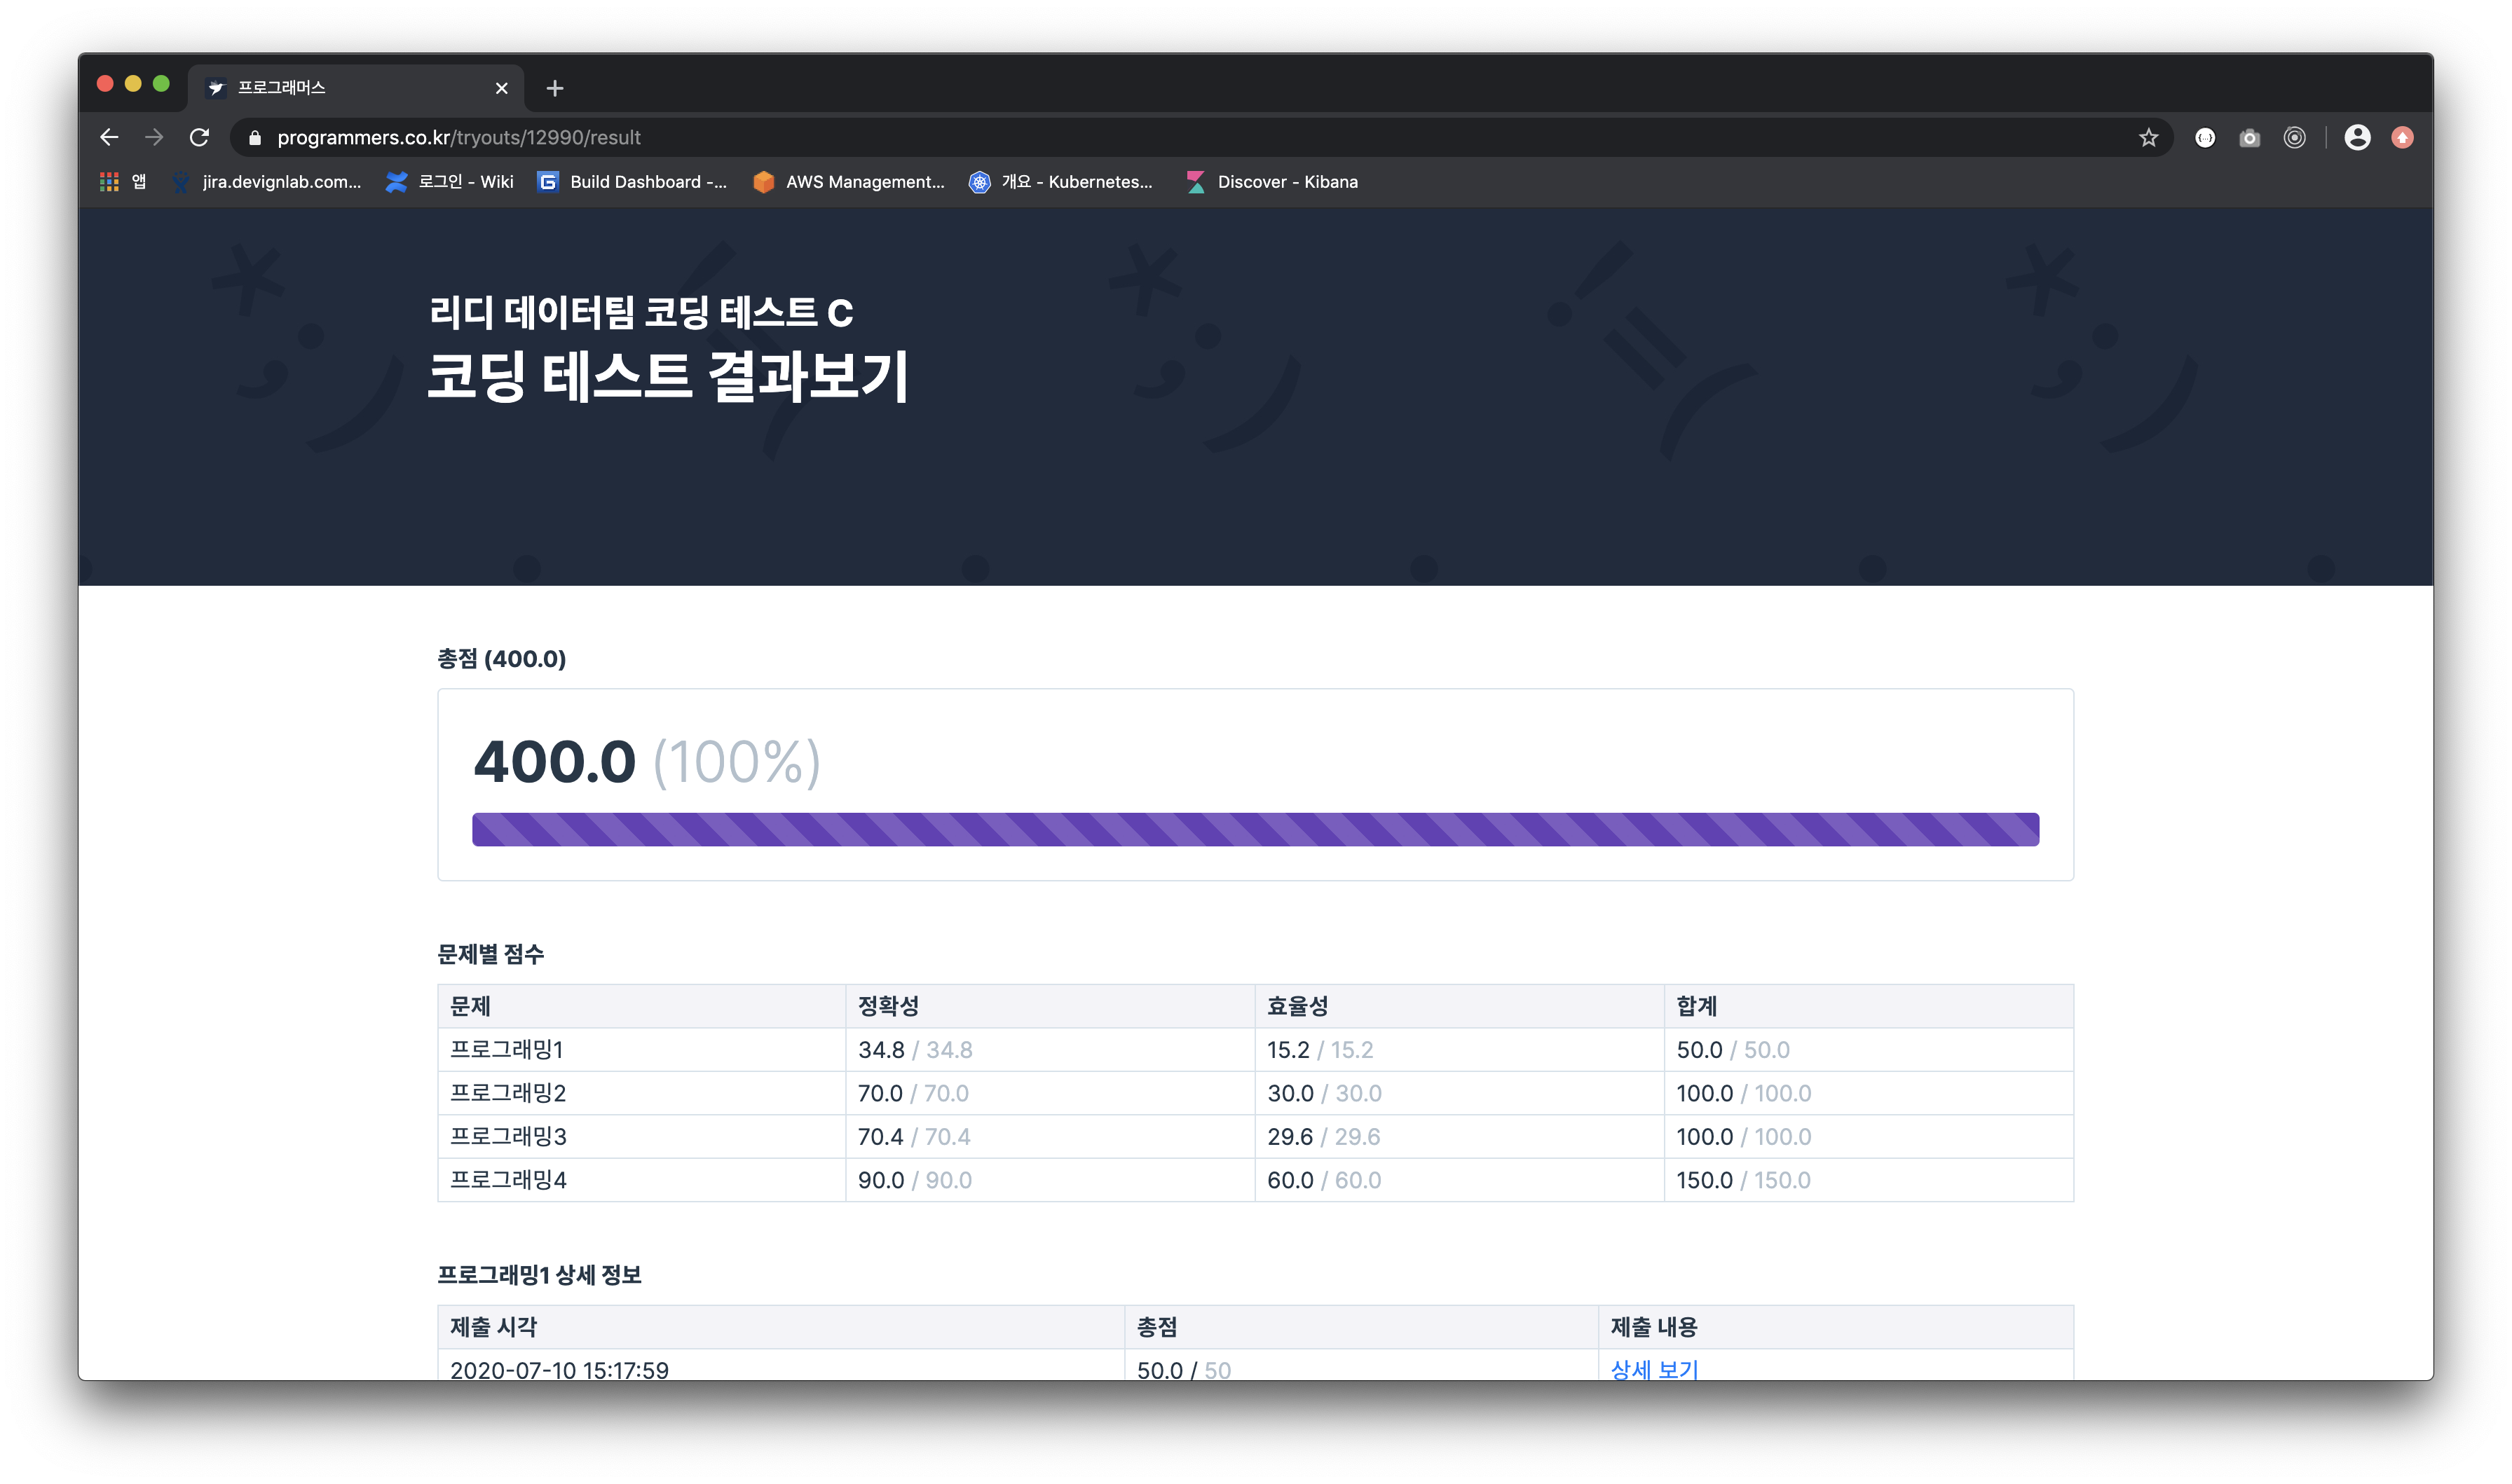 프로그래머스
programmers.co.kr/tryouts/12990/result
앱 jira.devignlab.com... 로그인 - Wiki Build Dashboard -... AWS Management... 개요 - Kubernetes... Discover - Kibana
리디 데이터팀 코딩 테스트 C
코딩 테스트 결과보기
총점 (400.0)
400.0 (100%)
문제별 점수
문제 정확성 효율성 합계
프로그래밍1 34.8 / 34.8 15.2 / 15.2 50.0 / 50.0
프로그래밍2 70.0 / 70.0 30.0 / 30.0 100.0 / 100.0
프로그래밍3 70.4 / 70.4 29.6 / 29.6 100.0 / 100.0
프로그래밍4 90.0 / 90.0 60.0 / 60.0 150.0 / 150.0
프로그래밍1 상세 정보
제출 시각 총점 제출 내용
2020-07-10 15:17:59 50.0 / 50 상세 보기